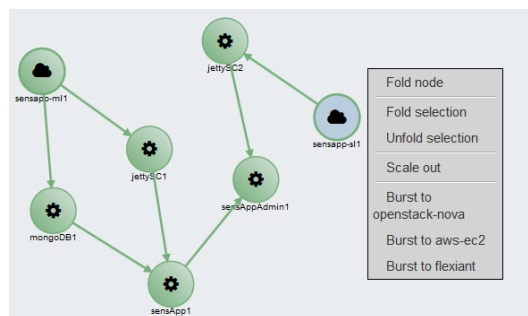 jettySC2
sensapp-ml1
sensapp-sl1
jettySC1
sensAppAdmin1
mongoDB1
sensApp1
Fold node
Fold selection
Unfold selection
Scale out
Burst to
openstack-nova
Burst to aws-ec2
Burst to flexiant